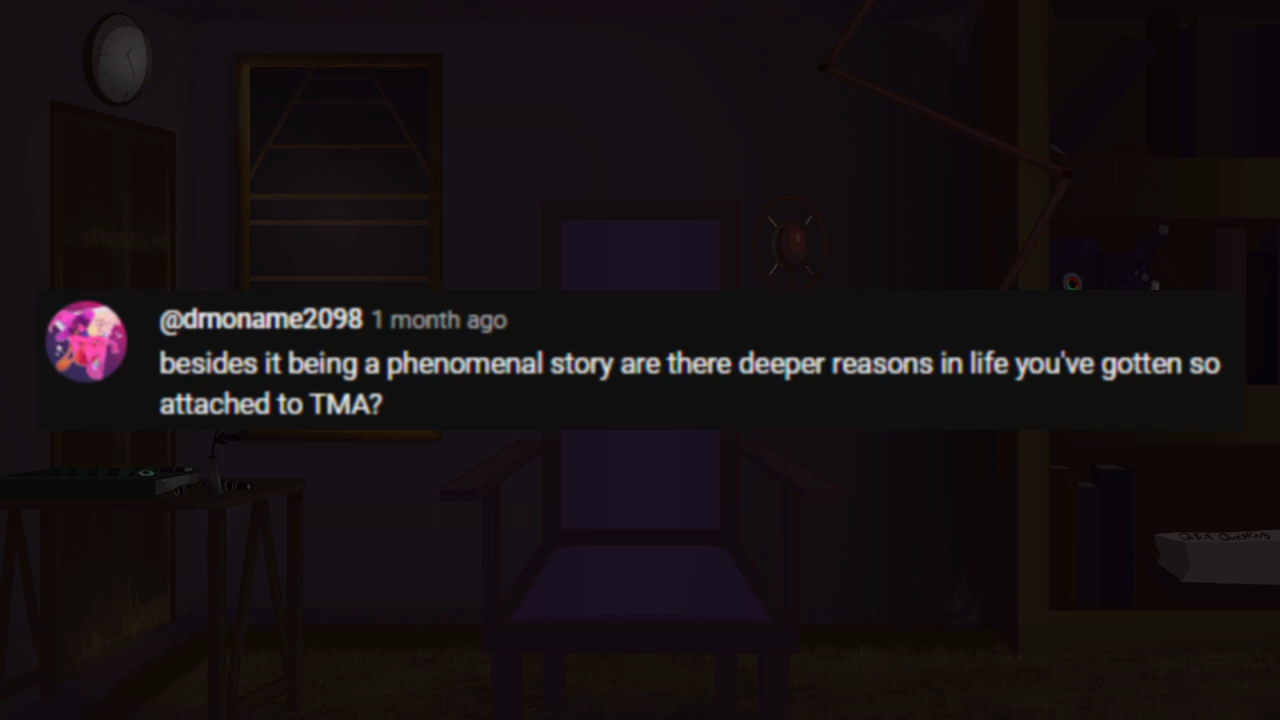 @drnoname2098 1 month ago
besides it being a phenomenal story are there deeper reasons in life you've gotten so
attached to TMA?
Q&A Questions